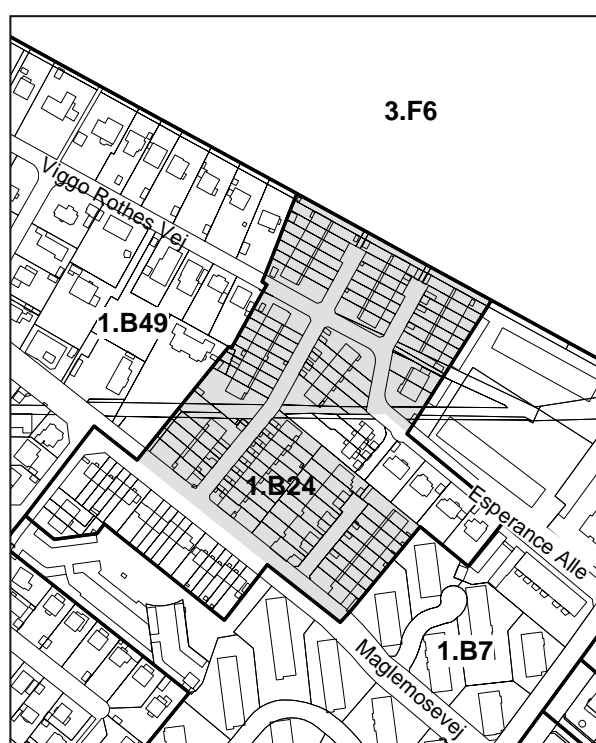 3.F6
Viggo Rothes Vej
1.B49
1.B24
Esperance Alle
1.B7
Maglemosevej